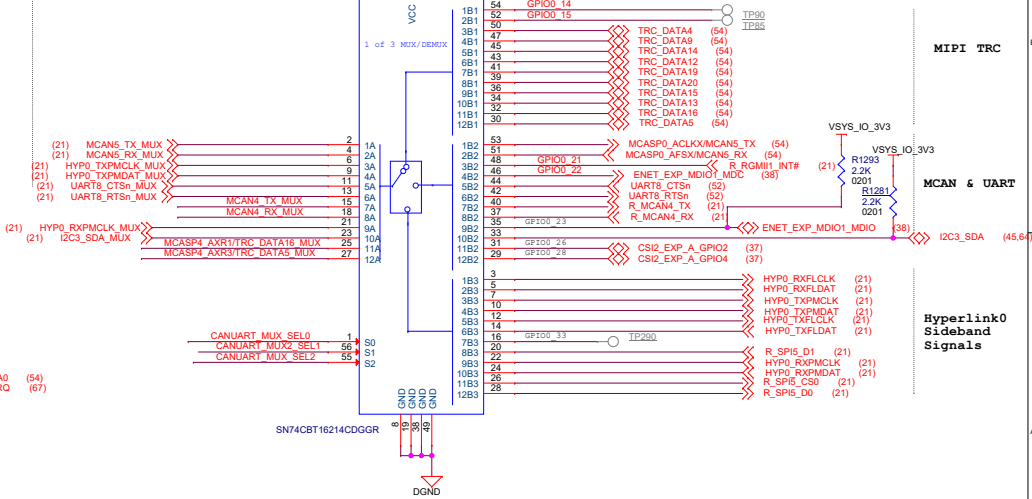 VCC
1 of 3 MUX/DEMUX
54 1B1 GPIO0_14 TP90
52 2B1 GPIO0_15 TP85
50 3B1 TRC_DATA4 (54)
47 4B1 TRC_DATA9 (54)
45 5B1 TRC_DATA14 (54)
43 6B1 TRC_DATA12 (54)
41 7B1 TRC_DATA19 (54)
39 8B1 TRC_DATA20 (54)
36 9B1 TRC_DATA15 (54)
34 10B1 TRC_DATA13 (54)
32 11B1 TRC_DATA16 (54)
30 12B1 TRC_DATA5 (54)
MIPI TRC
(21) MCAN5_TX_MUX 2 1A
(21) MCAN5_RX_MUX 4 2A
(21) HYP0_TXPMCLK_MUX 6 3A
(21) HYP0_TXPMDAT_MUX 9 4A
(21) UART8_CTSn_MUX 11 5A
(21) UART8_RTSn_MUX 13 6A
MCAN4_TX_MUX 15 7A
MCAN4_RX_MUX 18 8A
(21) HYP0_RXPMCLK_MUX 21 9A
(21) I2C3_SDA_MUX 23 10A
MCASP4_AXR1/TRC_DATA16_MUX 25 11A
MCASP4_AXR3/TRC_DATA5_MUX 27 12A
53 1B2 MCASP0_ACLKX/MCAN5_TX (54)
51 2B2 MCASP0_AFSX/MCAN5_RX (54)
48 3B2 GPIO0_21 R_RGMII1_INT# (21)
46 4B2 GPIO0_22 ENET_EXP_MDIO1_MDC (38)
44 5B2 UART8_CTSn (52)
42 6B2 UART8_RTSn (52)
40 7B2 R_MCAN4_TX (21)
37 8B2 R_MCAN4_RX (21)
35 9B2 GPIO0_23 ENET_EXP_MDIO1_MDIO (38)
33 10B2 I2C3_SDA (45,64
31 11B2 GPIO0_26 CSI2_EXP_A_GPIO2 (37)
29 12B2 GPIO0_28 CSI2_EXP_A_GPIO4 (37)
VSYS_IO_3V3
R1293
2.2K
0201
VSYS_IO_3V3
R1281
2.2K
0201
MCAN & UART
3 1B3 HYP0_RXFLCLK (21)
5 2B3 HYP0_RXFLDAT (21)
7 3B3 HYP0_TXPMCLK (21)
10 4B3 HYP0_TXPMDAT (21)
12 5B3 HYP0_TXFLCLK (21)
14 6B3 HYP0_TXFLDAT (21)
16 7B3 GPIO0_33 TP290
20 8B3 R_SPI5_D1 (21)
22 9B3 HYP0_RXPMCLK (21)
24 10B3 HYP0_RXPMDAT (21)
26 11B3 R_SPI5_CS0 (21)
28 12B3 R_SPI5_D0 (21)
Hyperlink0
Sideband
Signals
CANUART_MUX_SEL0 1 S0
CANUART_MUX2_SEL1 56 S1
CANUART_MUX_SEL2 55 S2
A0 (54)
RQ (67)
GND GND GND GND
8 19 38 49
SN74CBT16214CDGGR
DGND